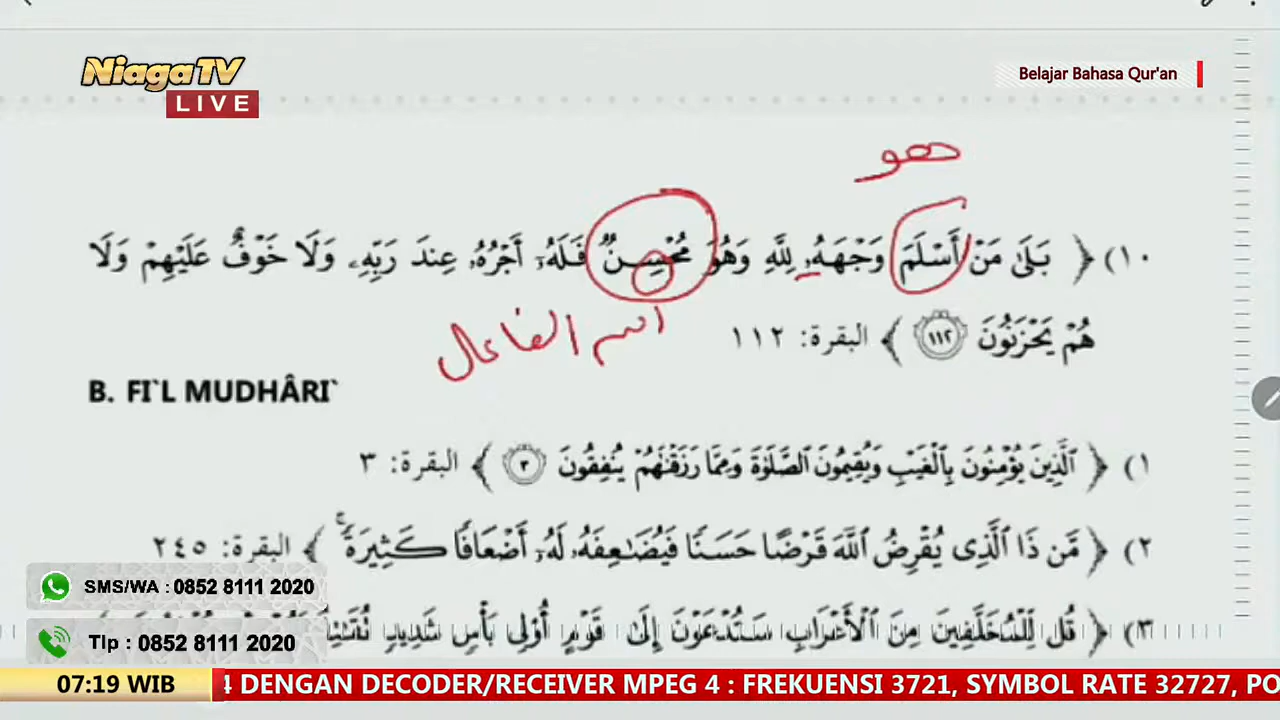 NiagaTV
LIVE
Belajar Bahasa Qur'an
هو
١٠) ﴿ بَلَىٰ مَنْ أَسْلَمَ وَجْهَهُۥ لِلَّهِ وَهُوَ مُحْسِنٌ فَلَهُۥٓ أَجْرُهُۥ عِندَ رَبِّهِۦ وَلَا خَوْفٌ عَلَيْهِمْ وَلَا
هُمْ يَحْزَنُونَ ١١٢ ﴾ البقرة: ١١٢
اسم الفاعل
B. FI`L MUDHÂRI`
١) ﴿ ٱلَّذِينَ يُؤْمِنُونَ بِٱلْغَيْبِ وَيُقِيمُونَ ٱلصَّلَوٰةَ وَمِمَّا رَزَقْنَٰهُمْ يُنفِقُونَ ٣ ﴾ البقرة: ٣
٢) ﴿ مَّن ذَا ٱلَّذِى يُقْرِضُ ٱللَّهَ قَرْضًا حَسَنًا فَيُضَٰعِفَهُۥ لَهُۥٓ أَضْعَافًا كَثِيرَةً ۚ ﴾ البقرة: ٢٤٥
٣) ﴿ قُل لِّلْمُخَلَّفِينَ مِنَ ٱلْأَعْرَابِ سَتُدْعَوْنَ إِلَىٰ قَوْمٍ أُو۟لِى بَأْسٍ شَدِيدٍ
SMS/WA : 0852 8111 2020
Tlp : 0852 8111 2020
07:19 WIB
4 DENGAN DECODER/RECEIVER MPEG 4 : FREKUENSI 3721, SYMBOL RATE 32727, PO